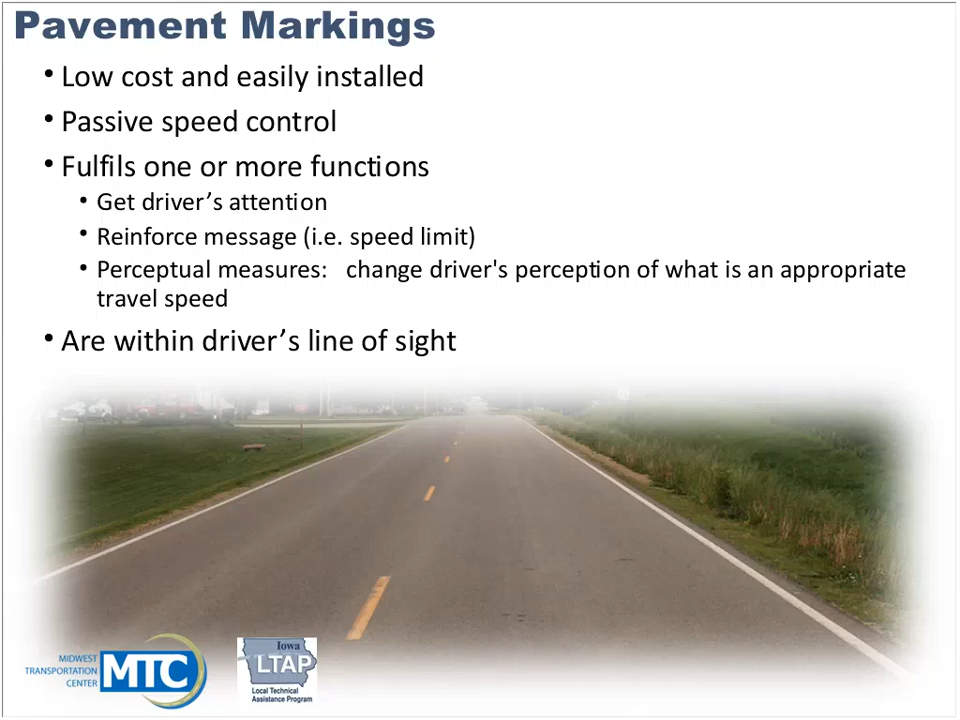 Pavement Markings
• Low cost and easily installed
• Passive speed control
• Fulfils one or more functions
• Get driver’s attention
• Reinforce message (i.e. speed limit)
• Perceptual measures:   change driver's perception of what is an appropriate
travel speed
• Are within driver’s line of sight
MIDWEST
TRANSPORTATION
CENTER
MTC
Iowa
LTAP
Local Technical
Assistance Program